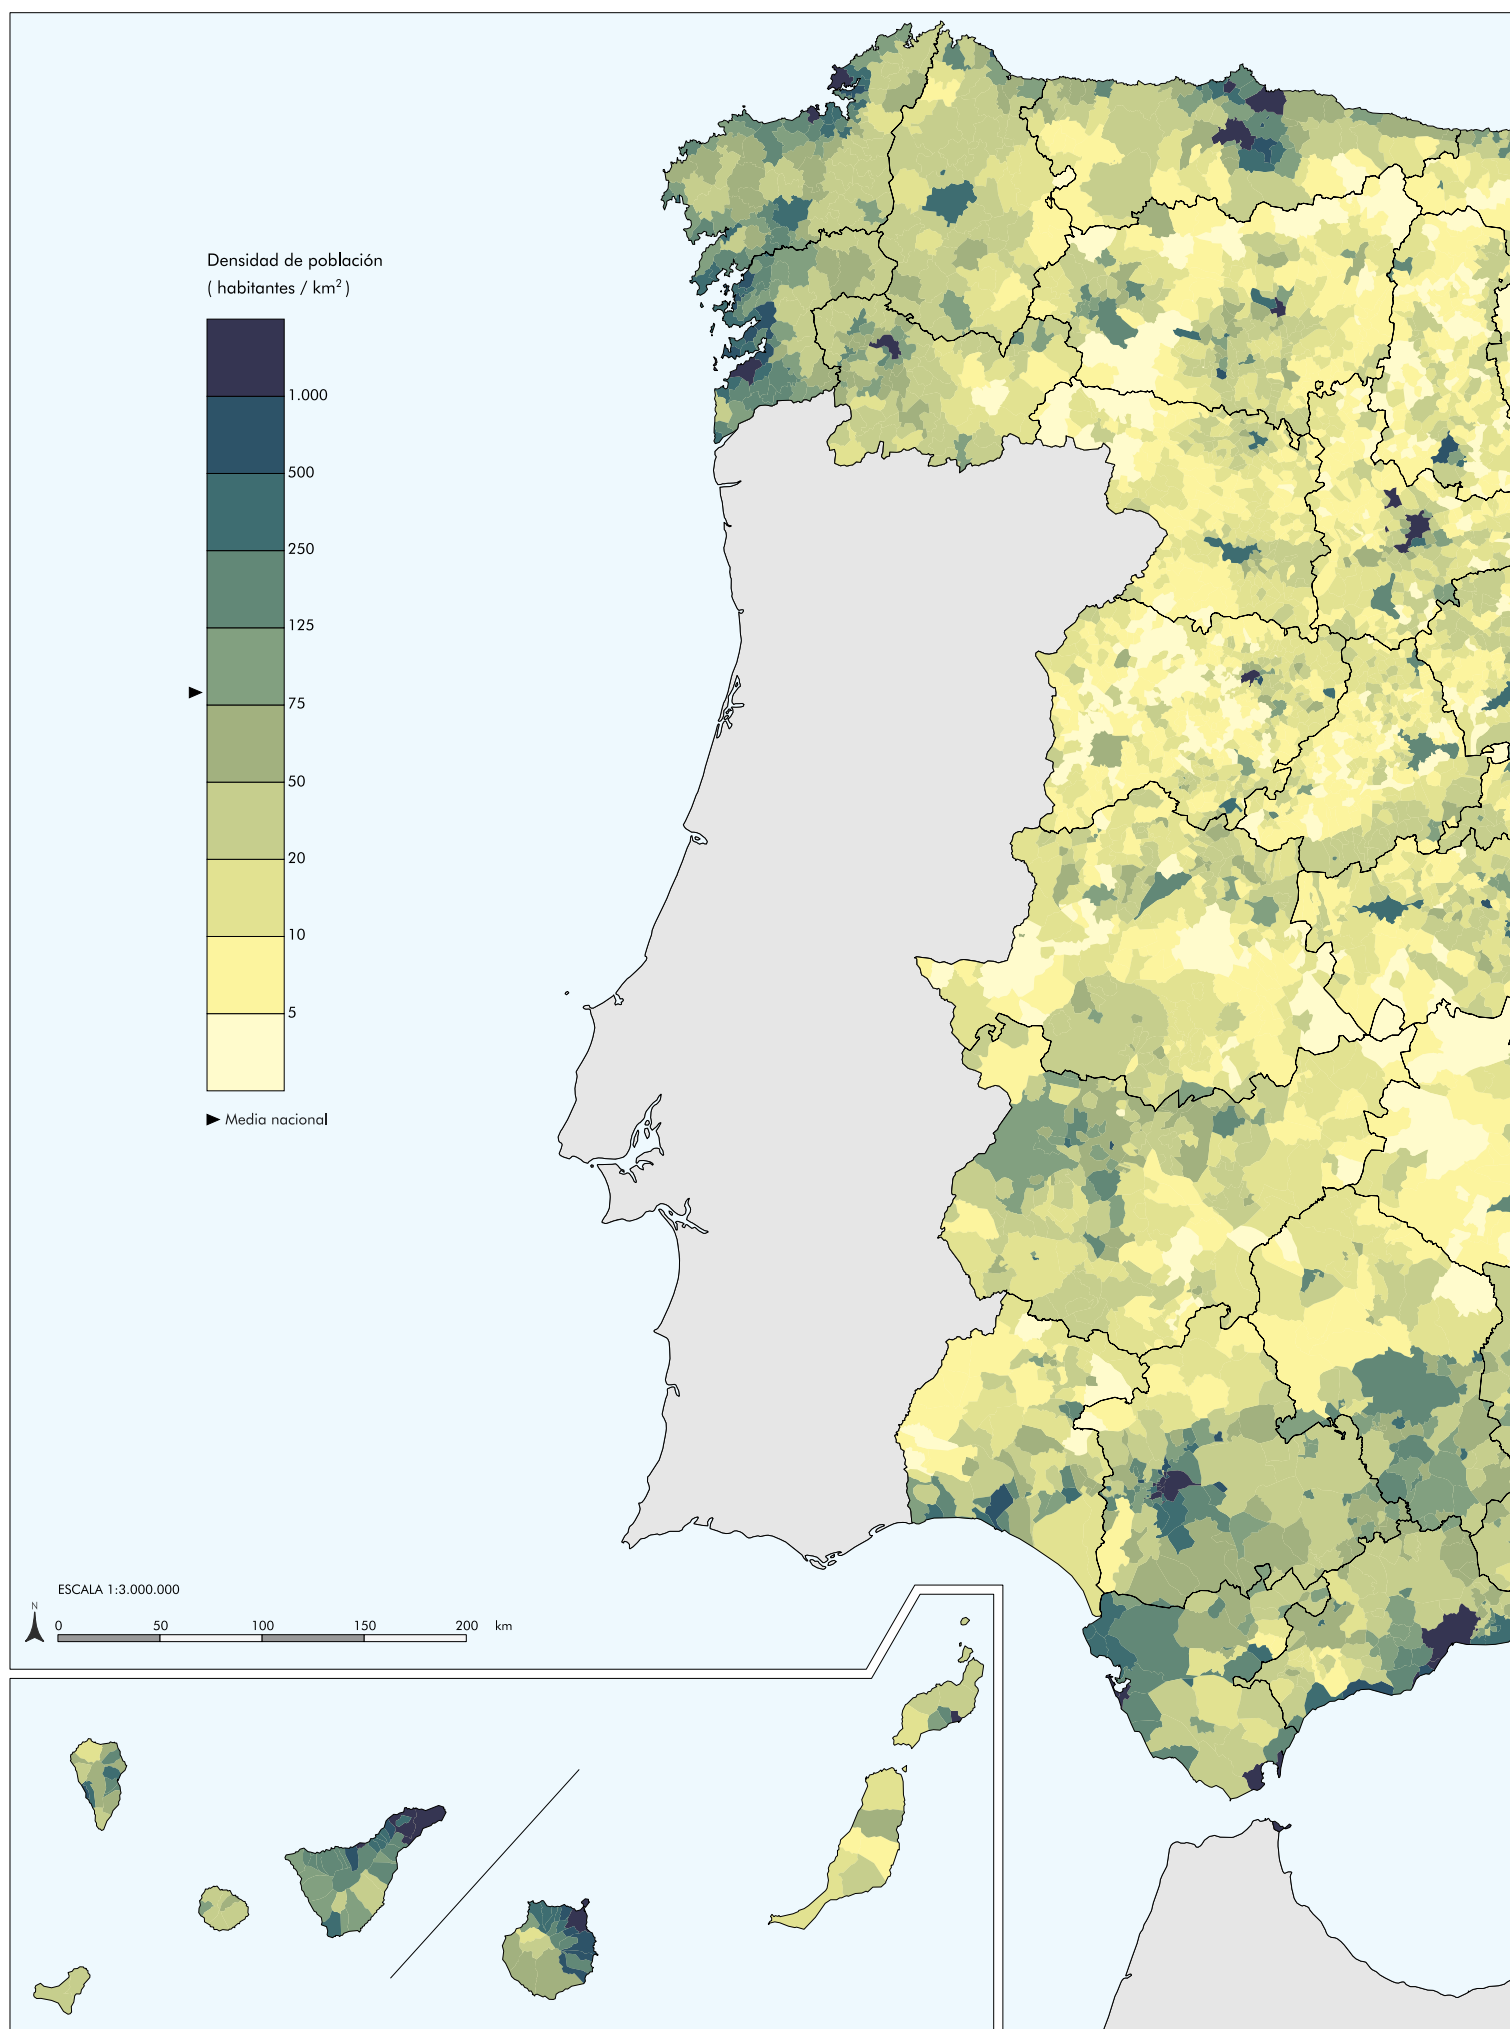 Densidad de población
( habitantes / km²)
1.000
500
250
125
75
50
20
10
5
► Media nacional
ESCALA 1:3.000.000
N
0 50 100 150 200 km